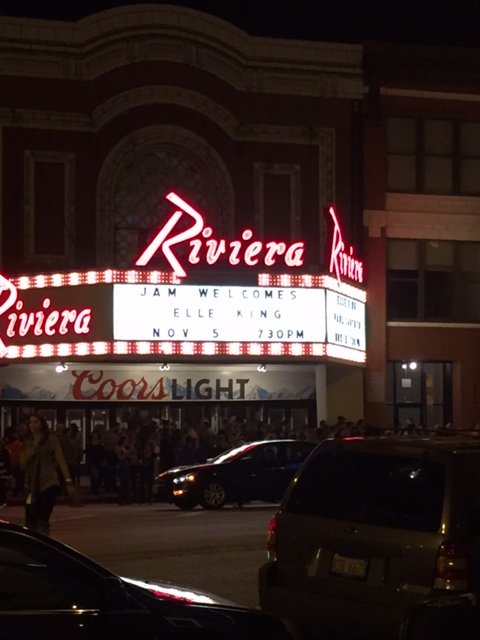 Riviera
Riviera
Riviera
JAM WELCOMES
ELLE KING
NOV 5 730PM
Coors LIGHT